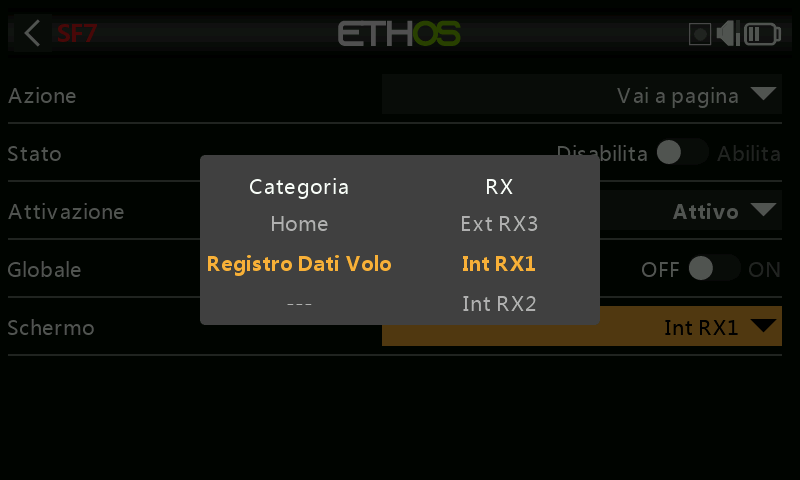 SF7
ETHOS
Azione
Vai a pagina
Stato
Disabilita
Abilita
Attivazione
Attivo
Globale
OFF
ON
Schermo
Int RX1
Categoria
RX
Home
Ext RX3
Registro Dati Volo
Int RX1
---
Int RX2